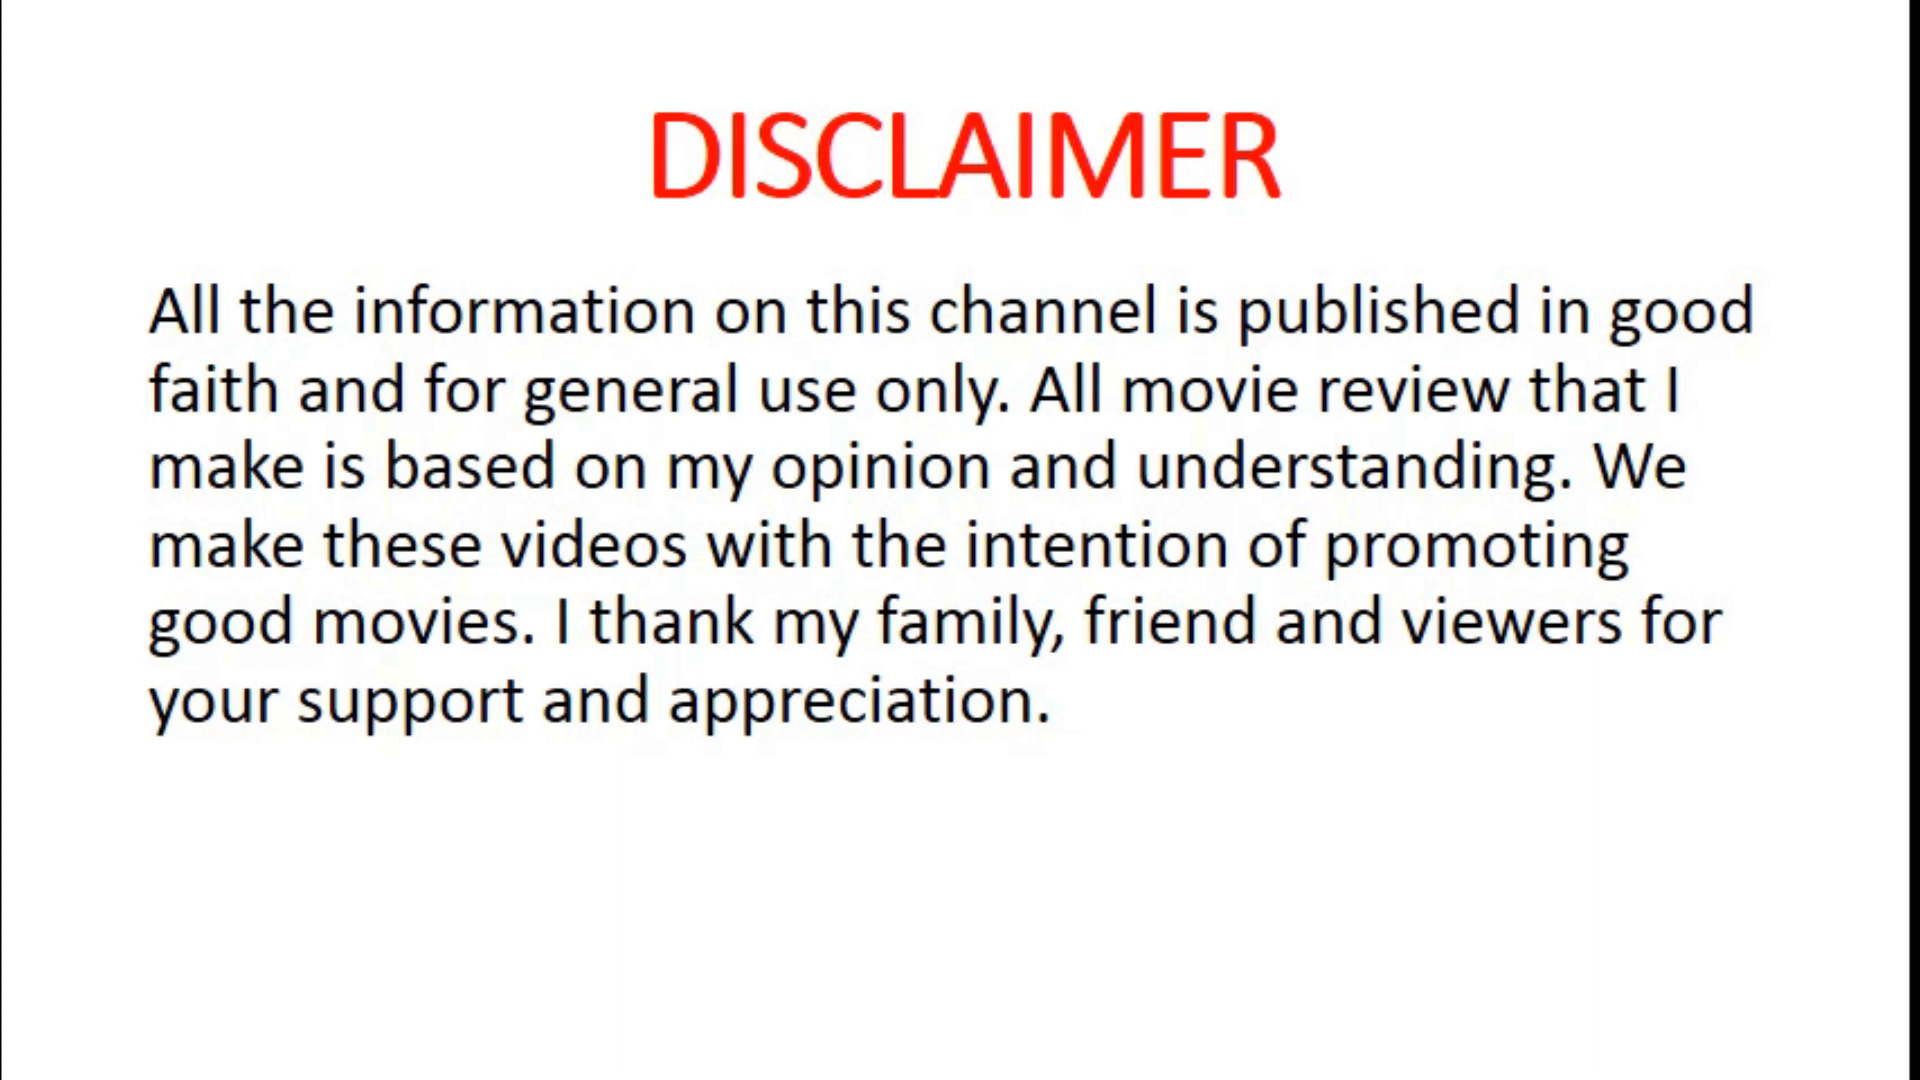 DISCLAIMER
All the information on this channel is published in good
faith and for general use only. All movie review that I
make is based on my opinion and understanding. We
make these videos with the intention of promoting
good movies. I thank my family, friend and viewers for
your support and appreciation.